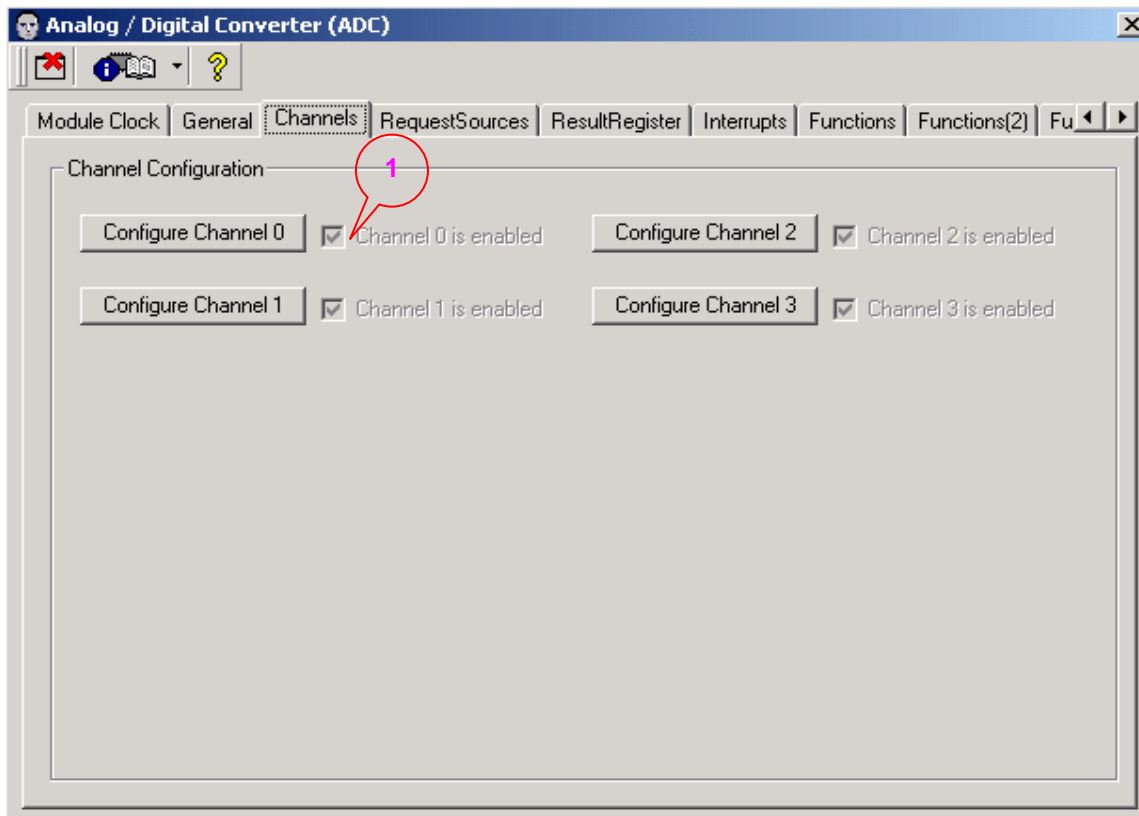 Analog / Digital Converter (ADC)
Module Clock
General
Channels
RequestSources
ResultRegister
Interrupts
Functions
Functions(2)
Fu
Channel Configuration
1
Configure Channel 0
Channel 0 is enabled
Configure Channel 2
Channel 2 is enabled
Configure Channel 1
Channel 1 is enabled
Configure Channel 3
Channel 3 is enabled